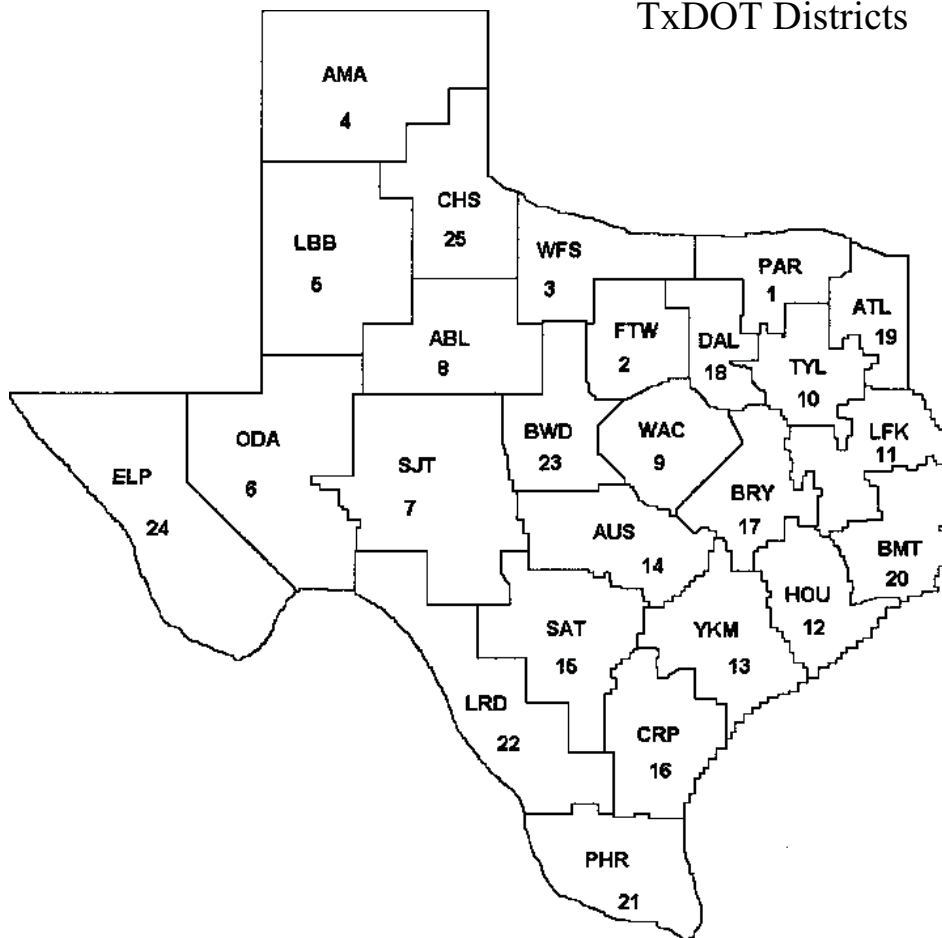 TxDOT Districts
AMA
4
CHS
25
LBB
5
WFS
3
PAR
1
ATL
19
FTW
2
DAL
18
ABL
8
TYL
10
ODA
6
BWD
23
WAC
9
LFK
11
ELP
24
SJT
7
BRY
17
AUS
14
BMT
20
HOU
12
SAT
15
YKM
13
LRD
22
CRP
16
PHR
21